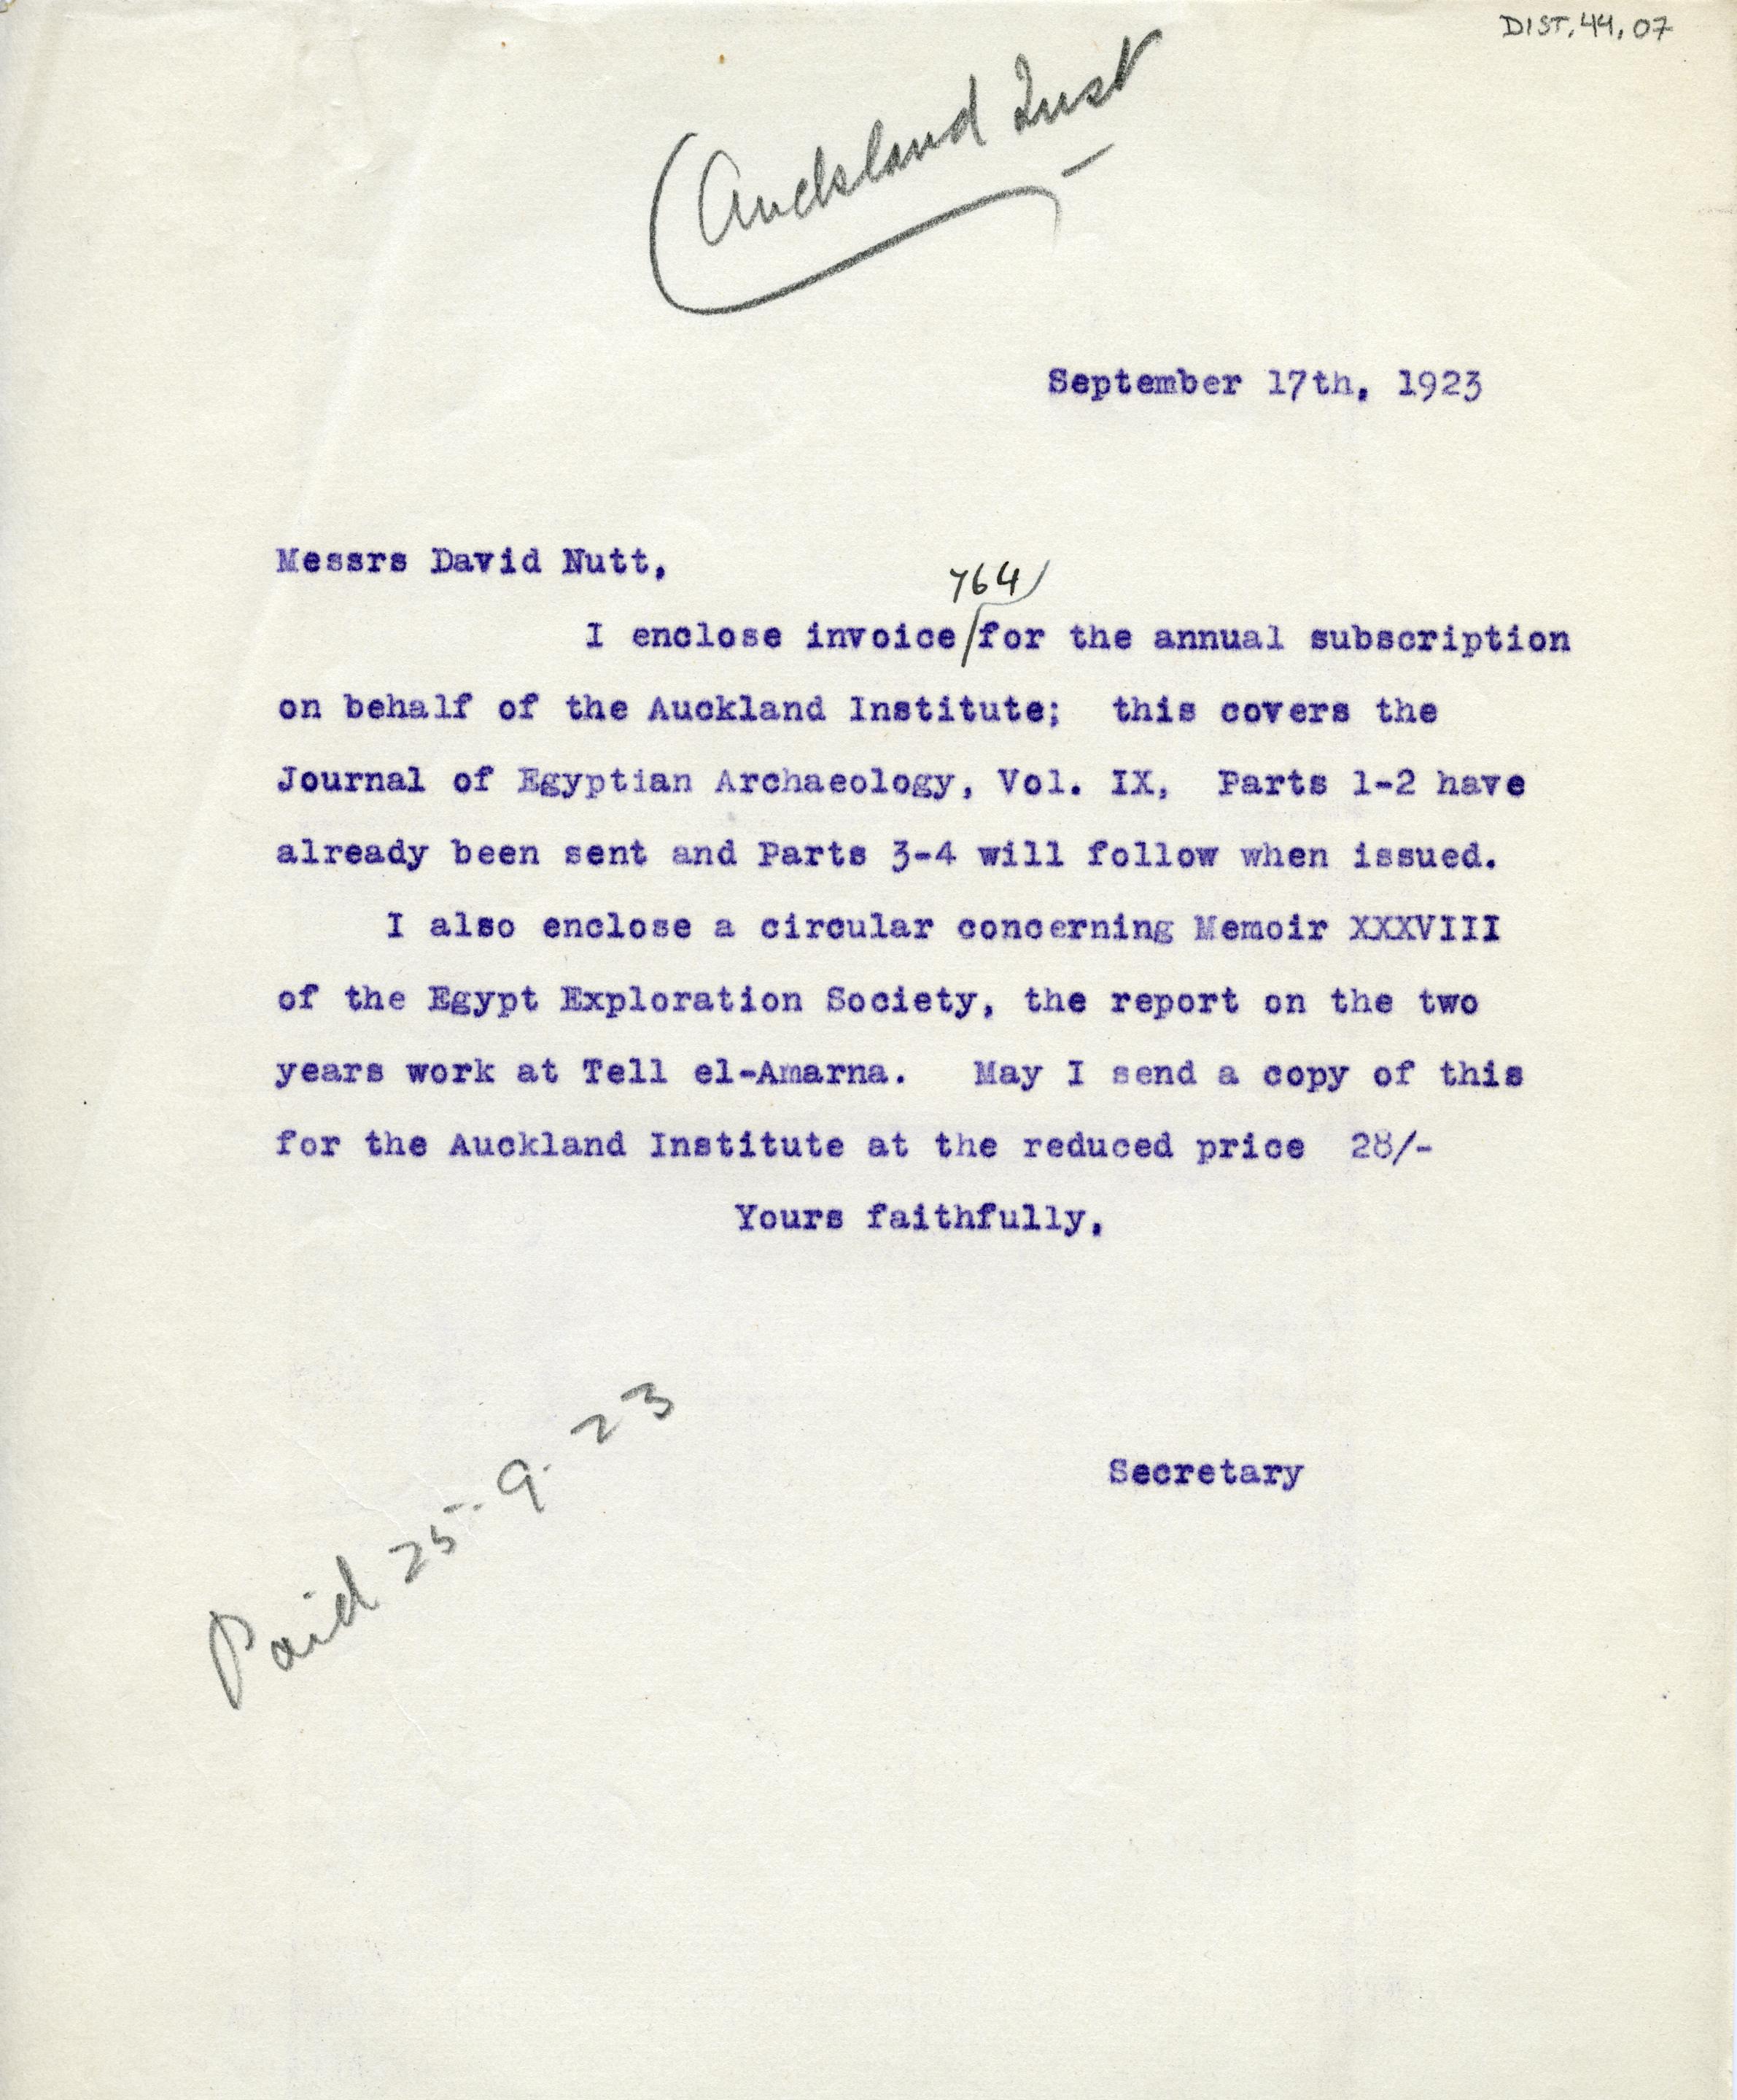 DIST.44.07
Auckland Inst
September 17th, 1923
Messrs David Nutt,
764
I enclose invoice/for the annual subscription
on behalf of the Auckland Institute; this covers the
Journal of Egyptian Archaeology, Vol. IX, Parts 1-2 have
already been sent and Parts 3-4 will follow when issued.
I also enclose a circular concerning Memoir XXXVIII
of the Egypt Exploration Society, the report on the two
years work at Tell el-Amarna. May I send a copy of this
for the Auckland Institute at the reduced price 28/-
Yours faithfully,
Secretary
Paid 25-9-23